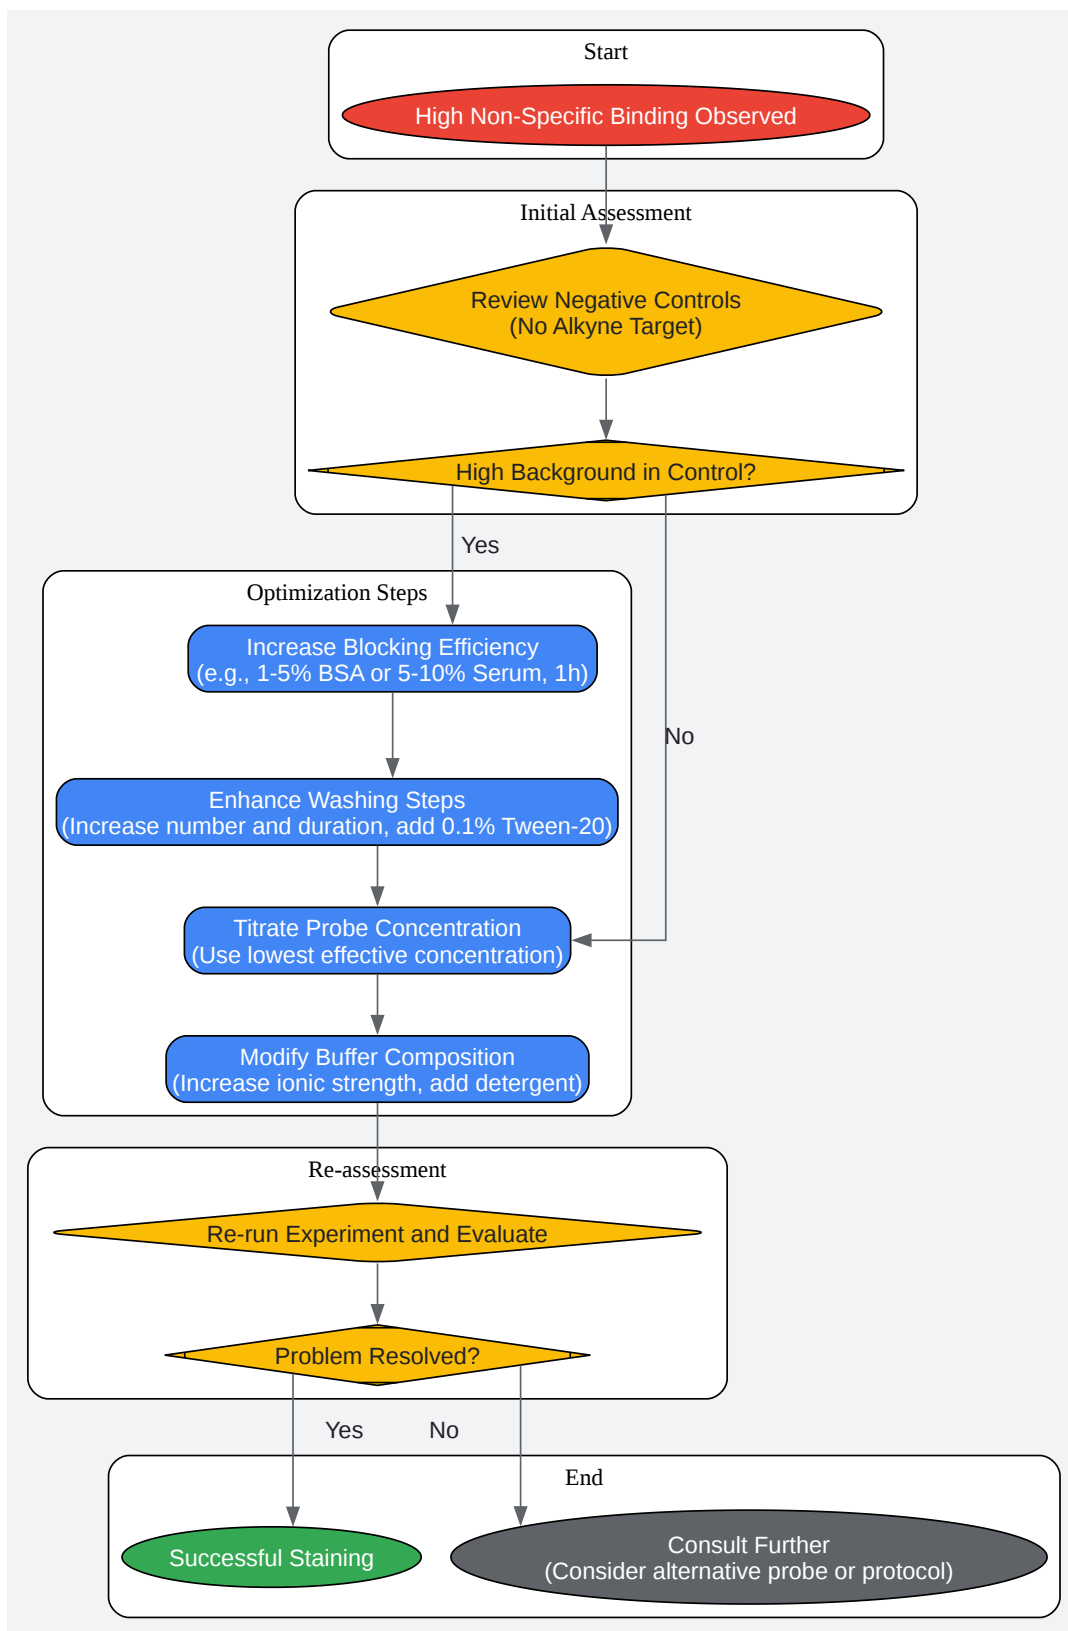 Start
High Non-Specific Binding Observed
Initial Assessment
Review Negative Controls
(No Alkyne Target)
High Background in Control?
Yes
Optimization Steps
Increase Blocking Efficiency
(e.g., 1-5% BSA or 5-10% Serum, 1h)
No
Enhance Washing Steps
(Increase number and duration, add 0.1% Tween-20)
Titrate Probe Concentration
(Use lowest effective concentration)
Modify Buffer Composition
(Increase ionic strength, add detergent)
Re-assessment
Re-run Experiment and Evaluate
Problem Resolved?
Yes
No
End
Successful Staining
Consult Further
(Consider alternative probe or protocol)